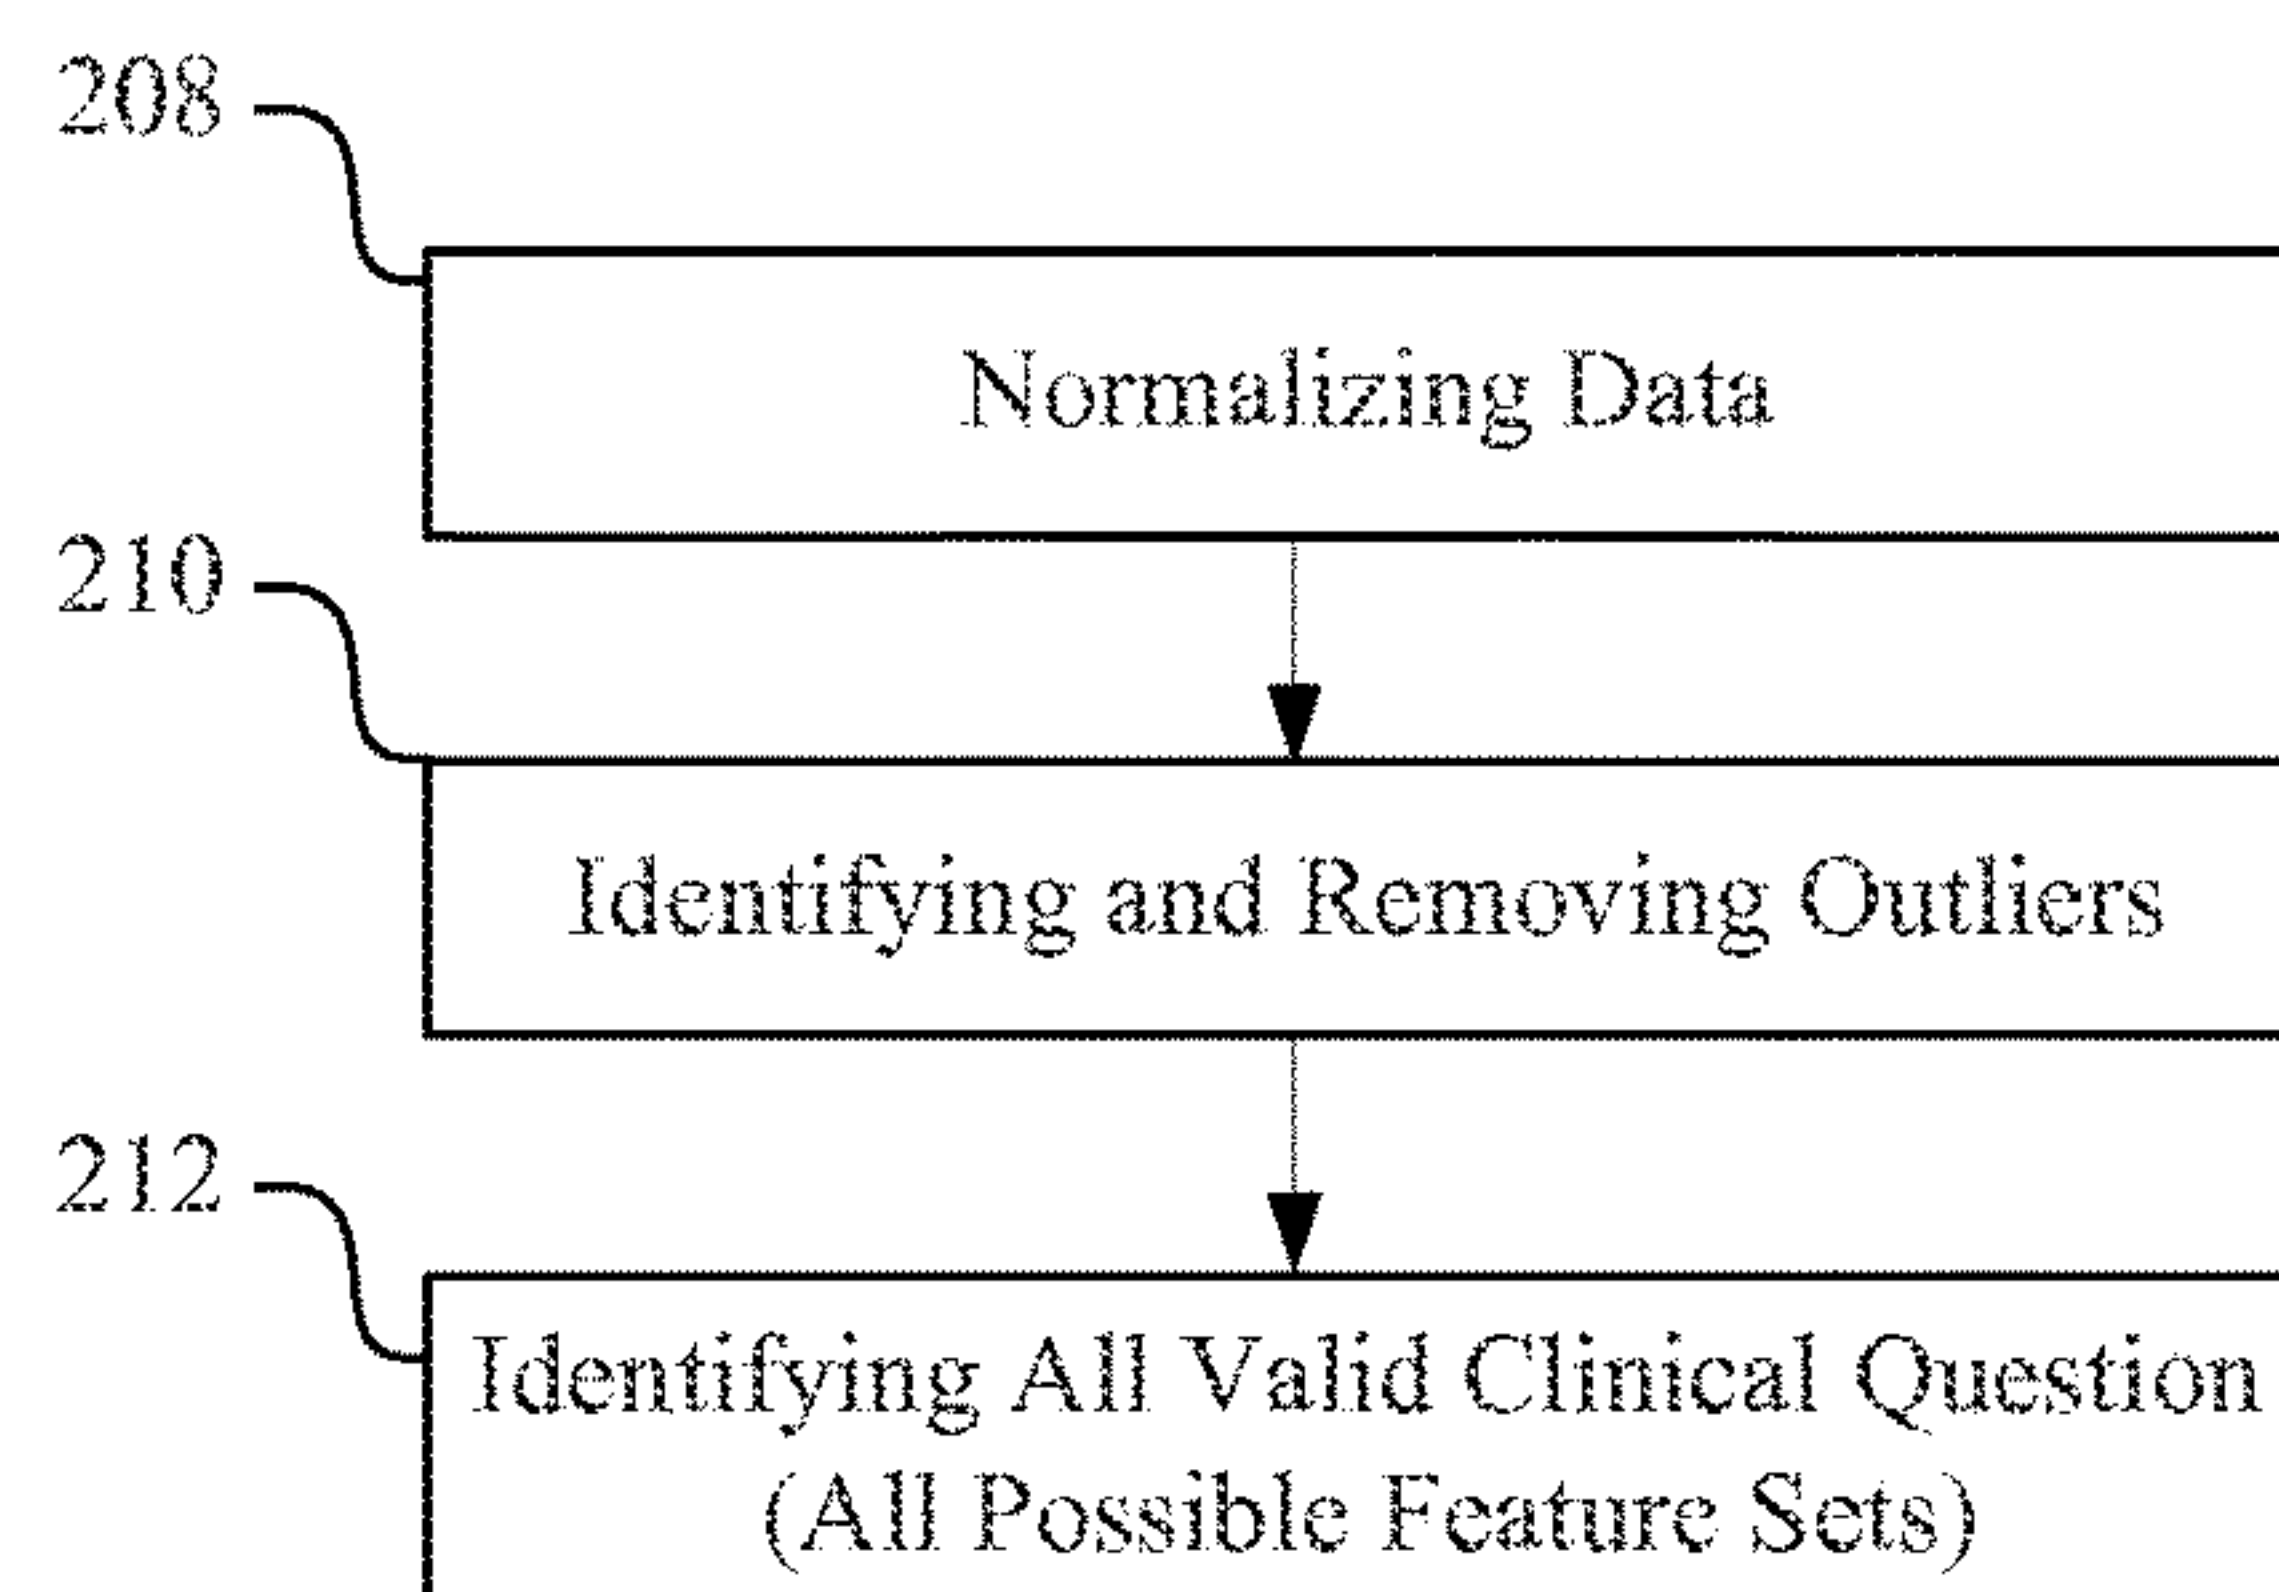 208
Normalizing Data
210
Identifying and Removing Outliers
212
Identifying All Valid Clinical Question
(All Possible Feature Sets)